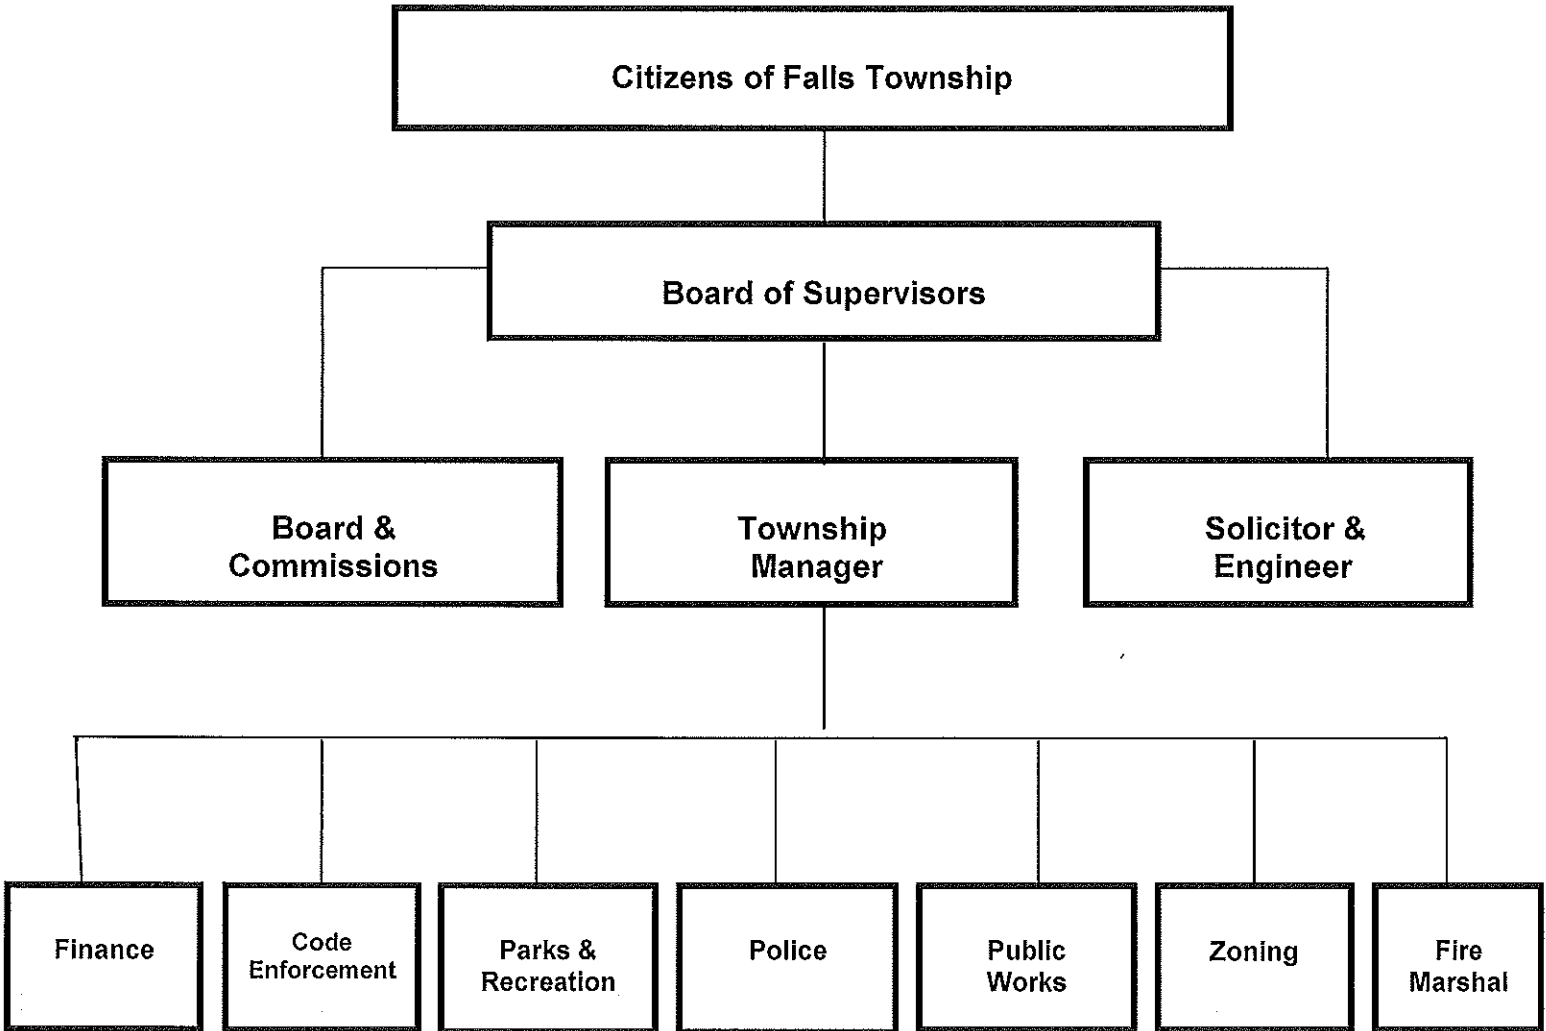 Citizens of Falls Township
Board of Supervisors
Board &
Commissions
Township
Manager
Solicitor &
Engineer
Finance
Code
Enforcement
Parks &
Recreation
Police
Public
Works
Zoning
Fire
Marshal